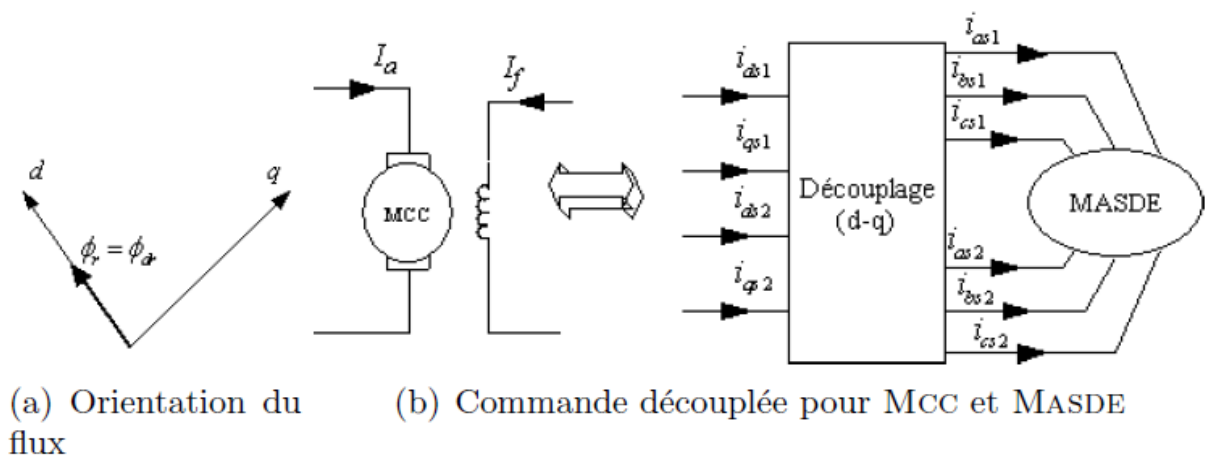 d
q
ϕr = ϕdr
Ia
If
MCC
ids1
iqs1
ids2
iqs2
Découplage
(d-q)
ias1
ibs1
ics1
MASDE
ias2
ibs2
ics2
(a) Orientation du
flux
(b) Commande découplée pour MCC et MASDE